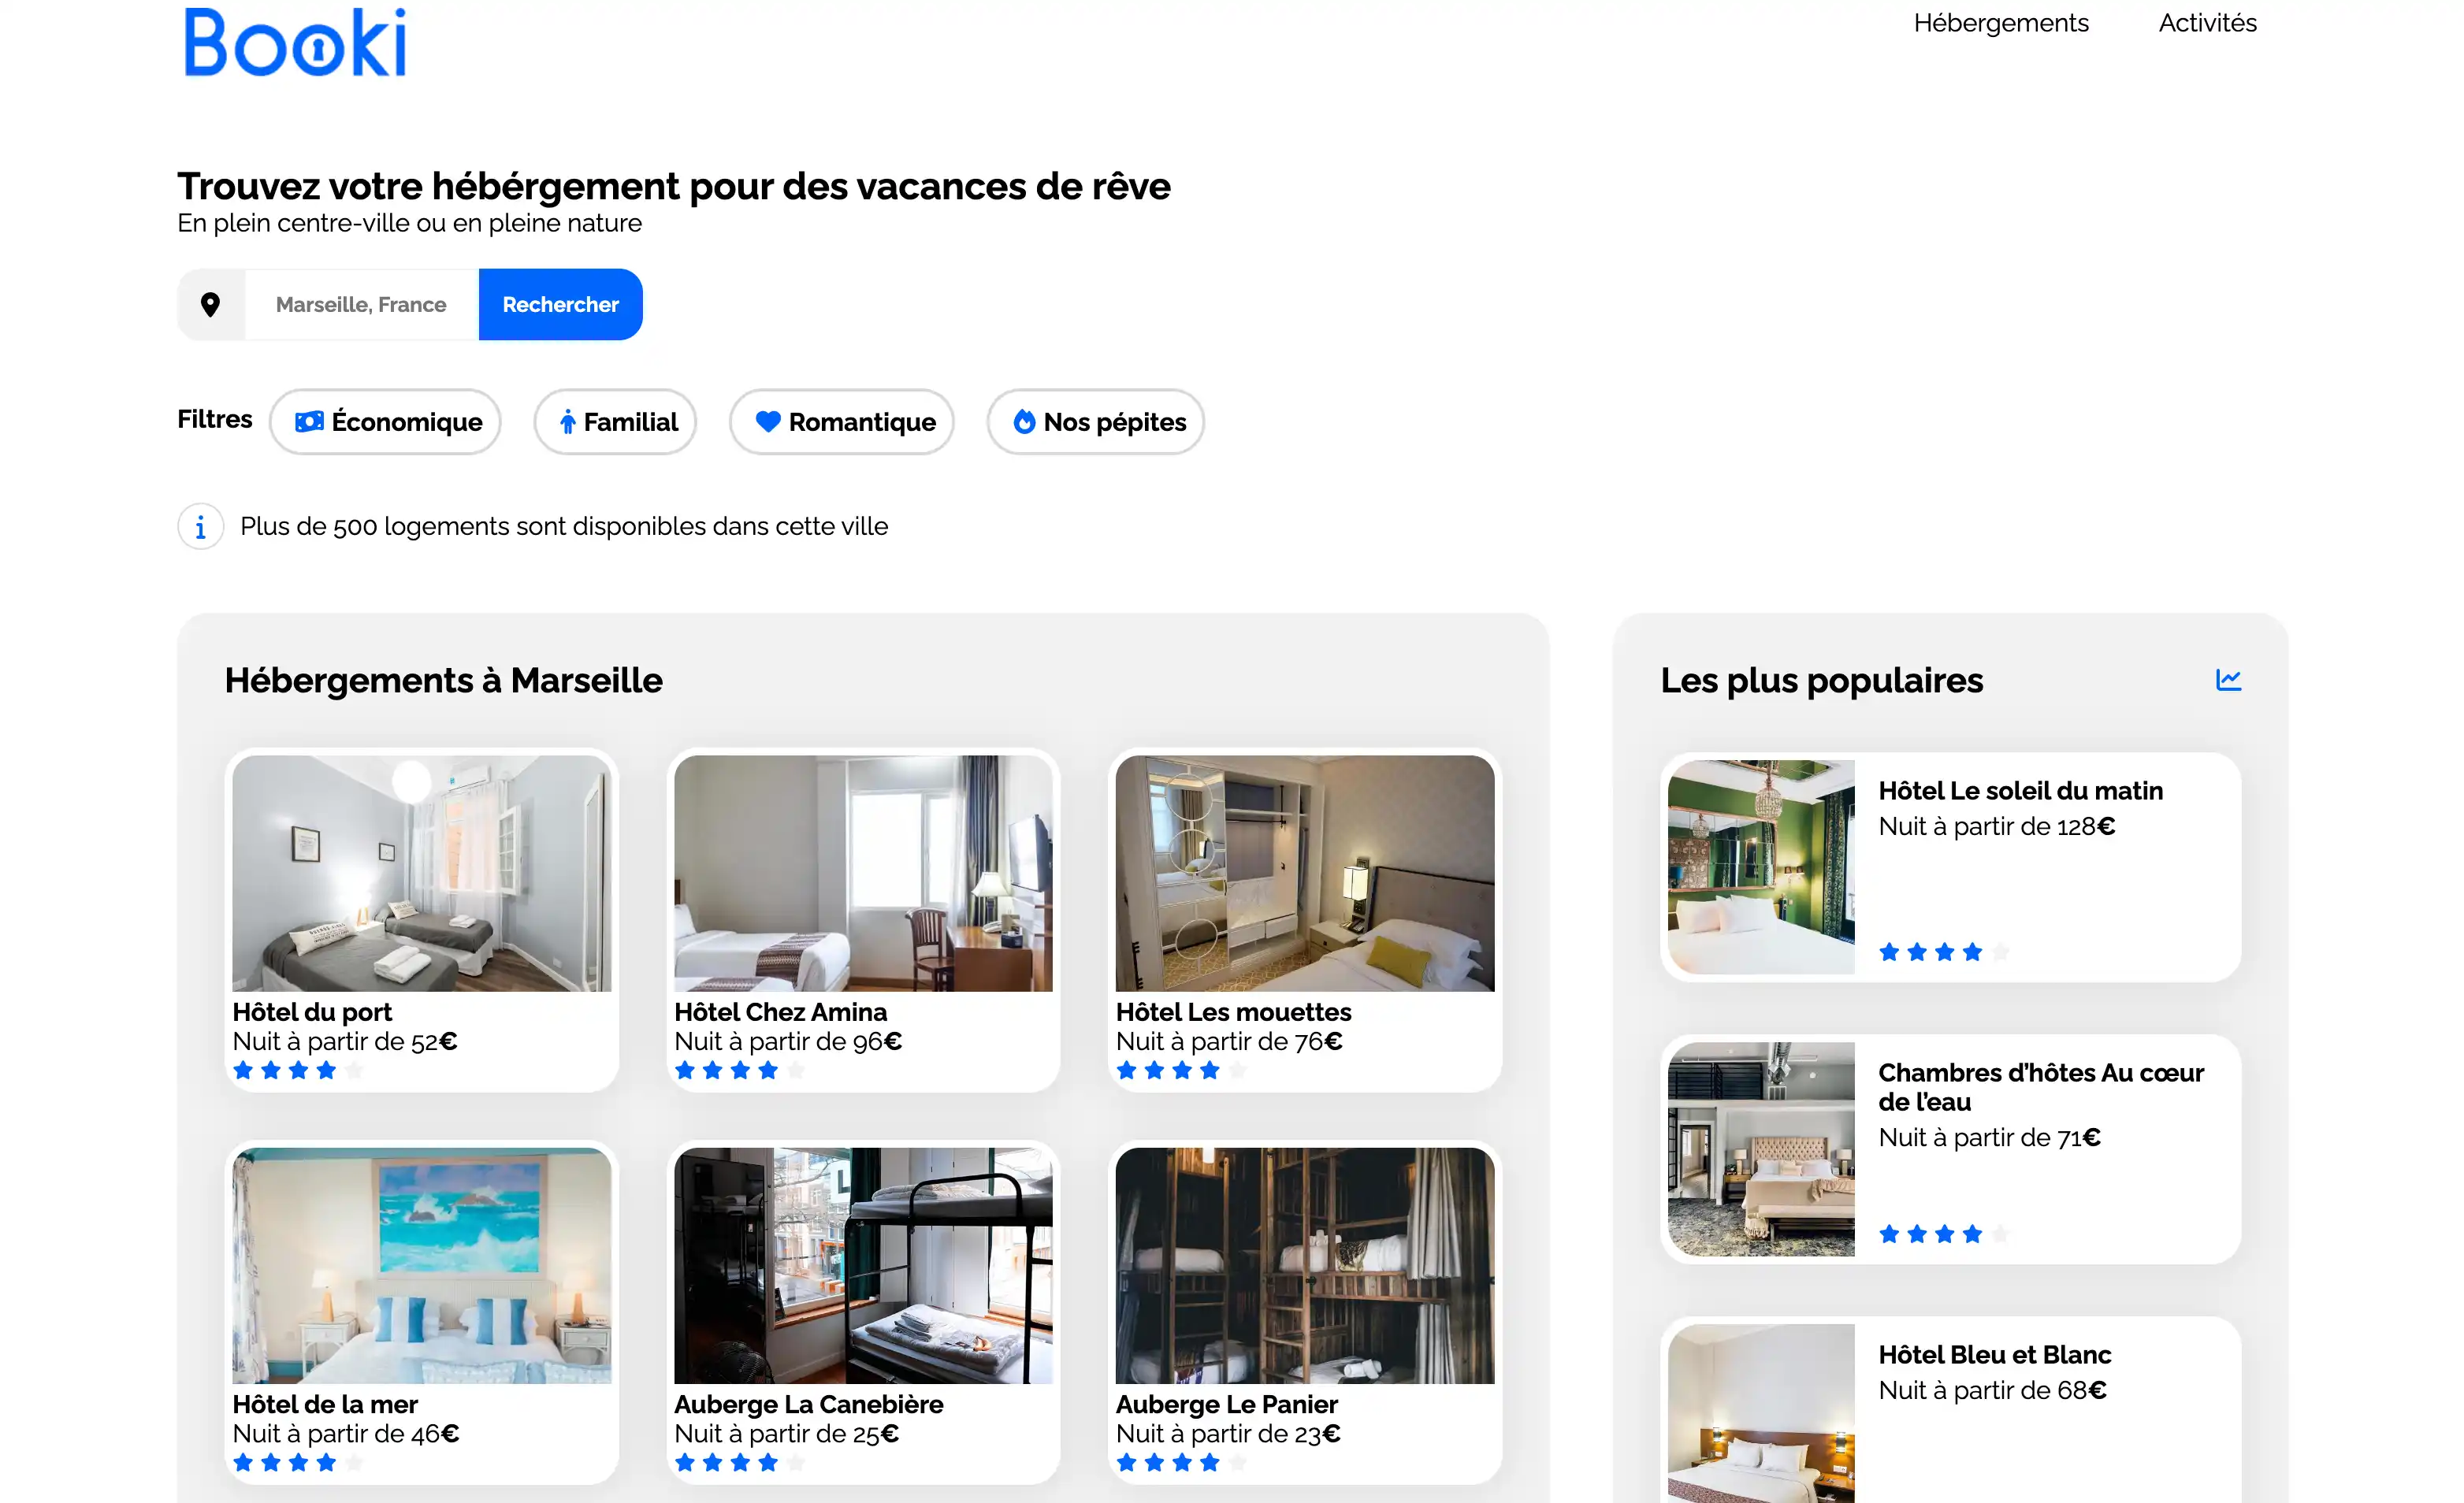 Booki
Hébergements
Activités
Trouvez votre hébérgement pour des vacances de rêve
En plein centre-ville ou en pleine nature
Marseille, France
Rechercher
Filtres
Économique
Familial
Romantique
Nos pépites
i
Plus de 500 logements sont disponibles dans cette ville
Hébergements à Marseille
Hôtel du port
Nuit à partir de 52€
Hôtel Chez Amina
Nuit à partir de 96€
Hôtel Les mouettes
Nuit à partir de 76€
Hôtel de la mer
Nuit à partir de 46€
Auberge La Canebière
Nuit à partir de 25€
Auberge Le Panier
Nuit à partir de 23€
Les plus populaires
Hôtel Le soleil du matin
Nuit à partir de 128€
Chambres d’hôtes Au cœur
de l’eau
Nuit à partir de 71€
Hôtel Bleu et Blanc
Nuit à partir de 68€